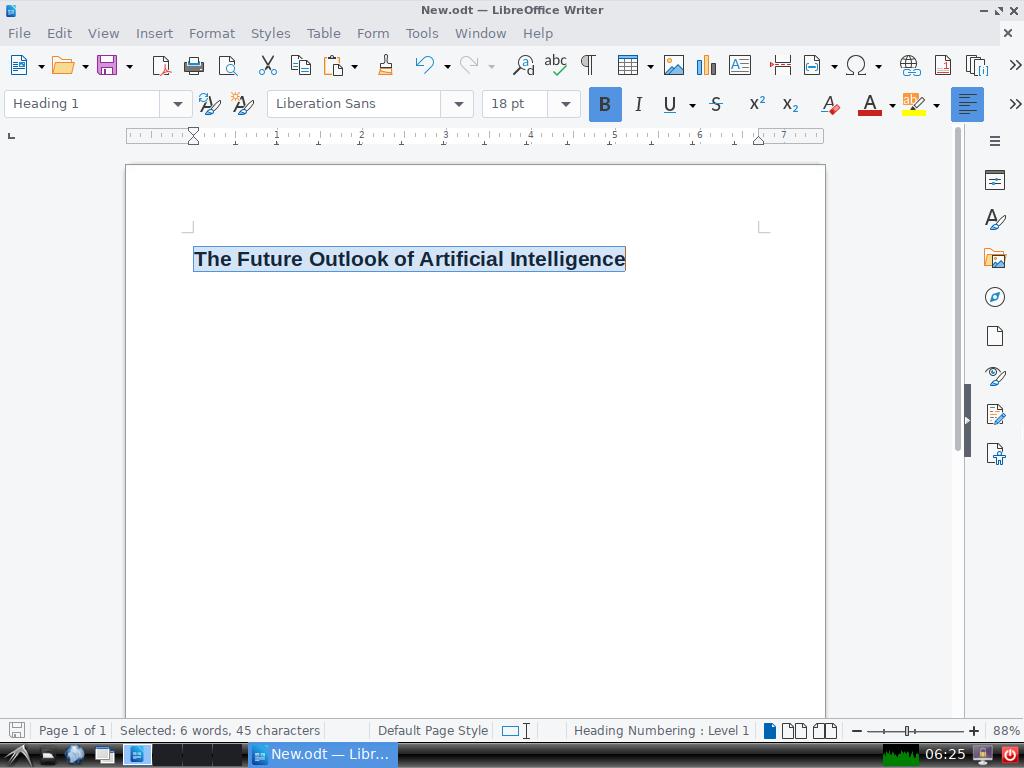 New.odt — LibreOffice Writer
File Edit View Insert Format Styles Table Form Tools Window Help
Heading 1 Liberation Sans 18 pt
1 2 3 4 5 6 7
The Future Outlook of Artificial Intelligence
Page 1 of 1 Selected: 6 words, 45 characters Default Page Style Heading Numbering : Level 1 88%
New.odt — Libr... 06:25